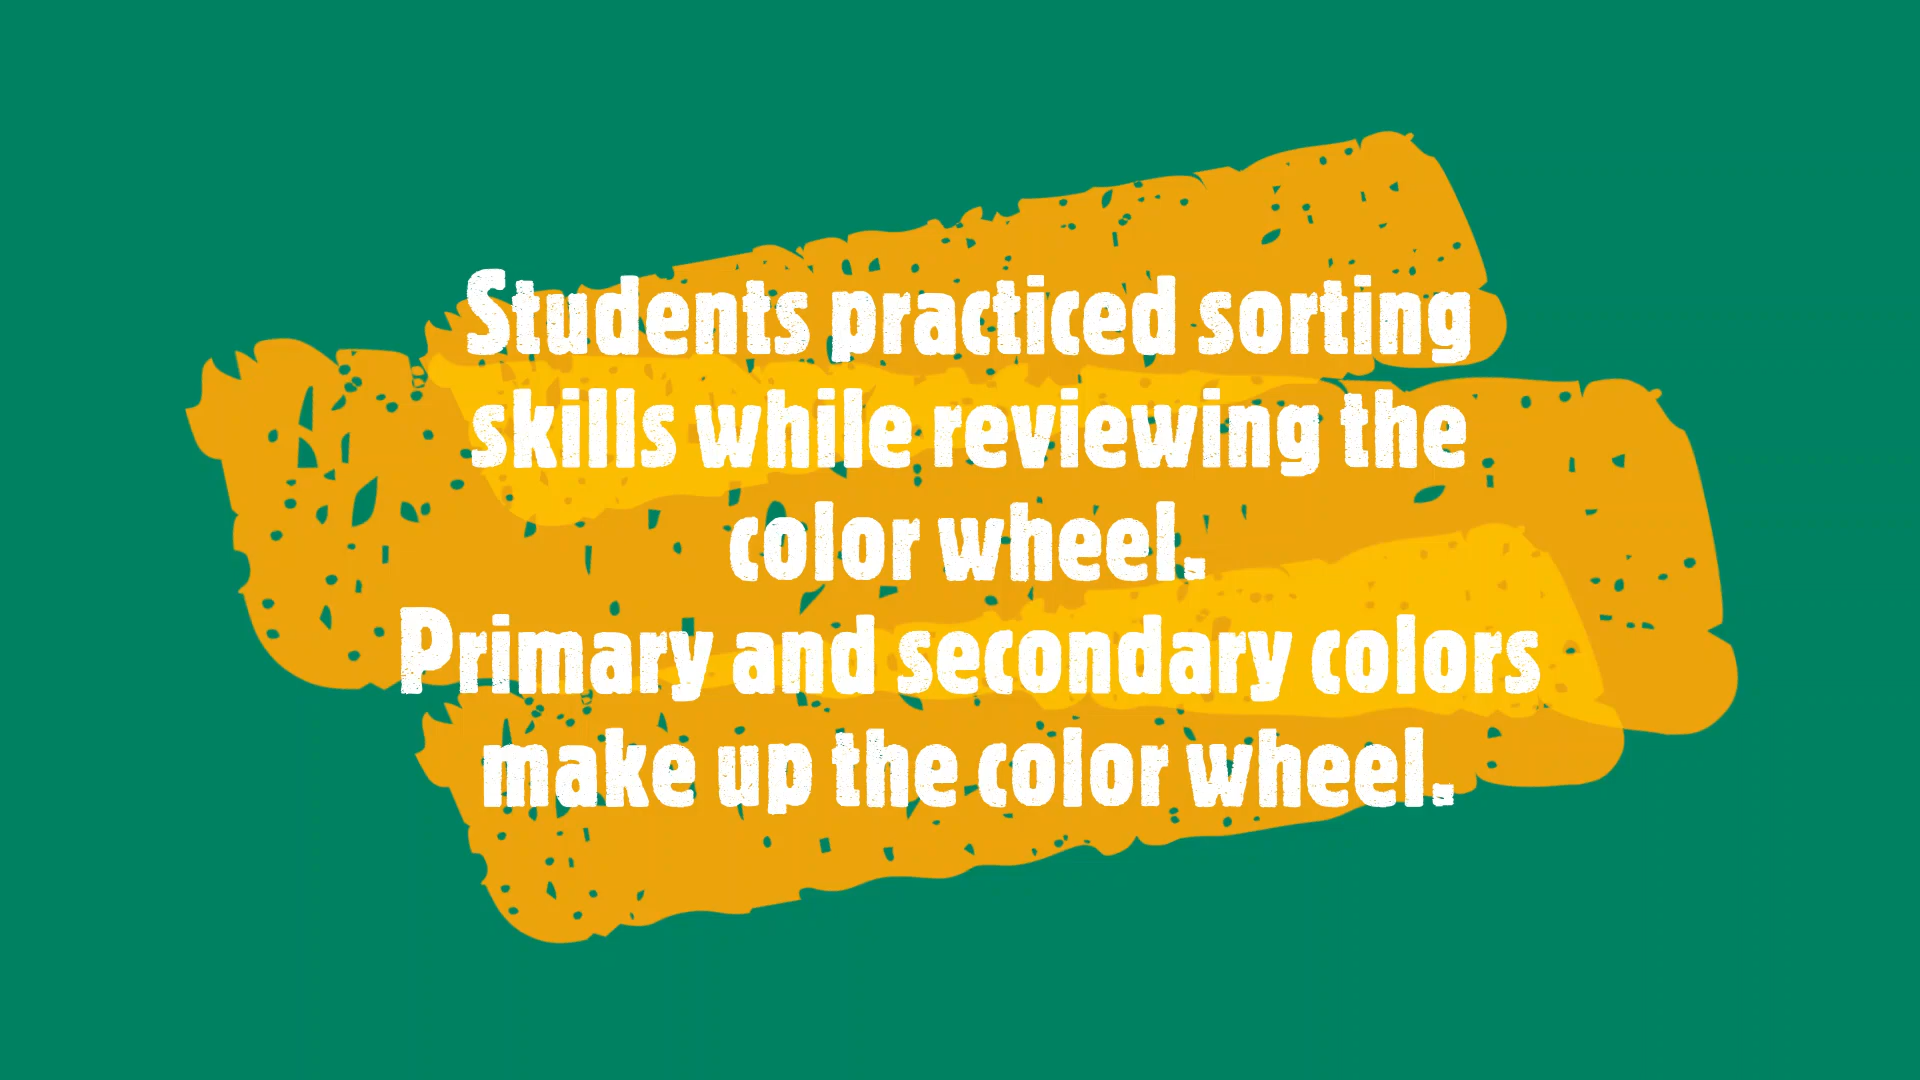 Students practiced sorting
skills while reviewing the
color wheel.
Primary and secondary colors
make up the color wheel.